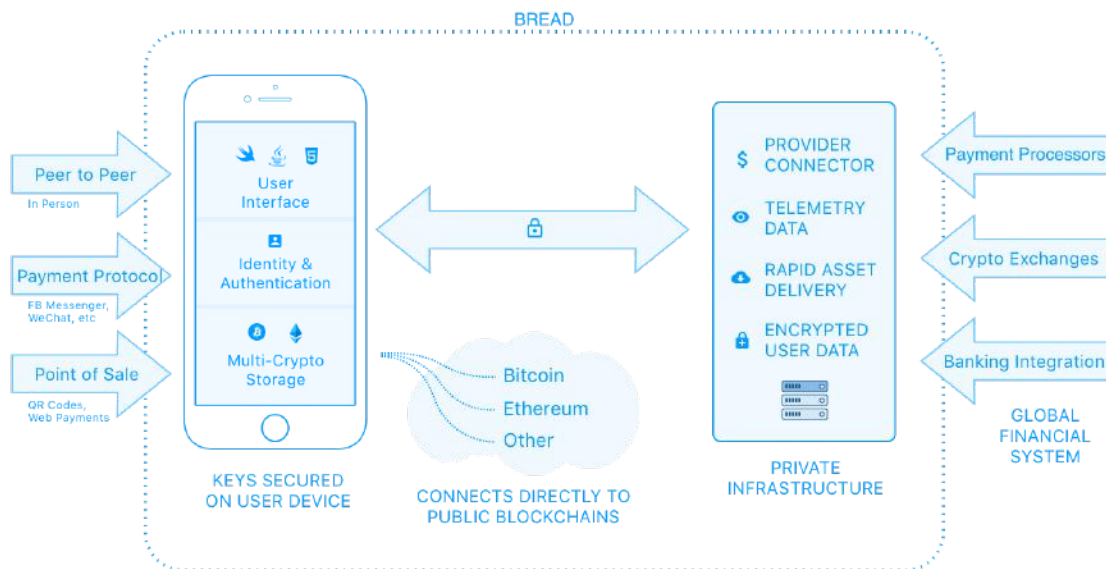 BREAD
Peer to Peer
In Person
Payment Protocol
FB Messenger,
WeChat, etc
Point of Sale
QR Codes,
Web Payments
User
Interface
Identity &
Authentication
Multi-Crypto
Storage
KEYS SECURED
ON USER DEVICE
Bitcoin
Ethereum
Other
CONNECTS DIRECTLY TO
PUBLIC BLOCKCHAINS
PROVIDER
CONNECTOR
TELEMETRY
DATA
RAPID ASSET
DELIVERY
ENCRYPTED
USER DATA
PRIVATE
INFRASTRUCTURE
Payment Processors
Crypto Exchanges
Banking Integration
GLOBAL
FINANCIAL
SYSTEM